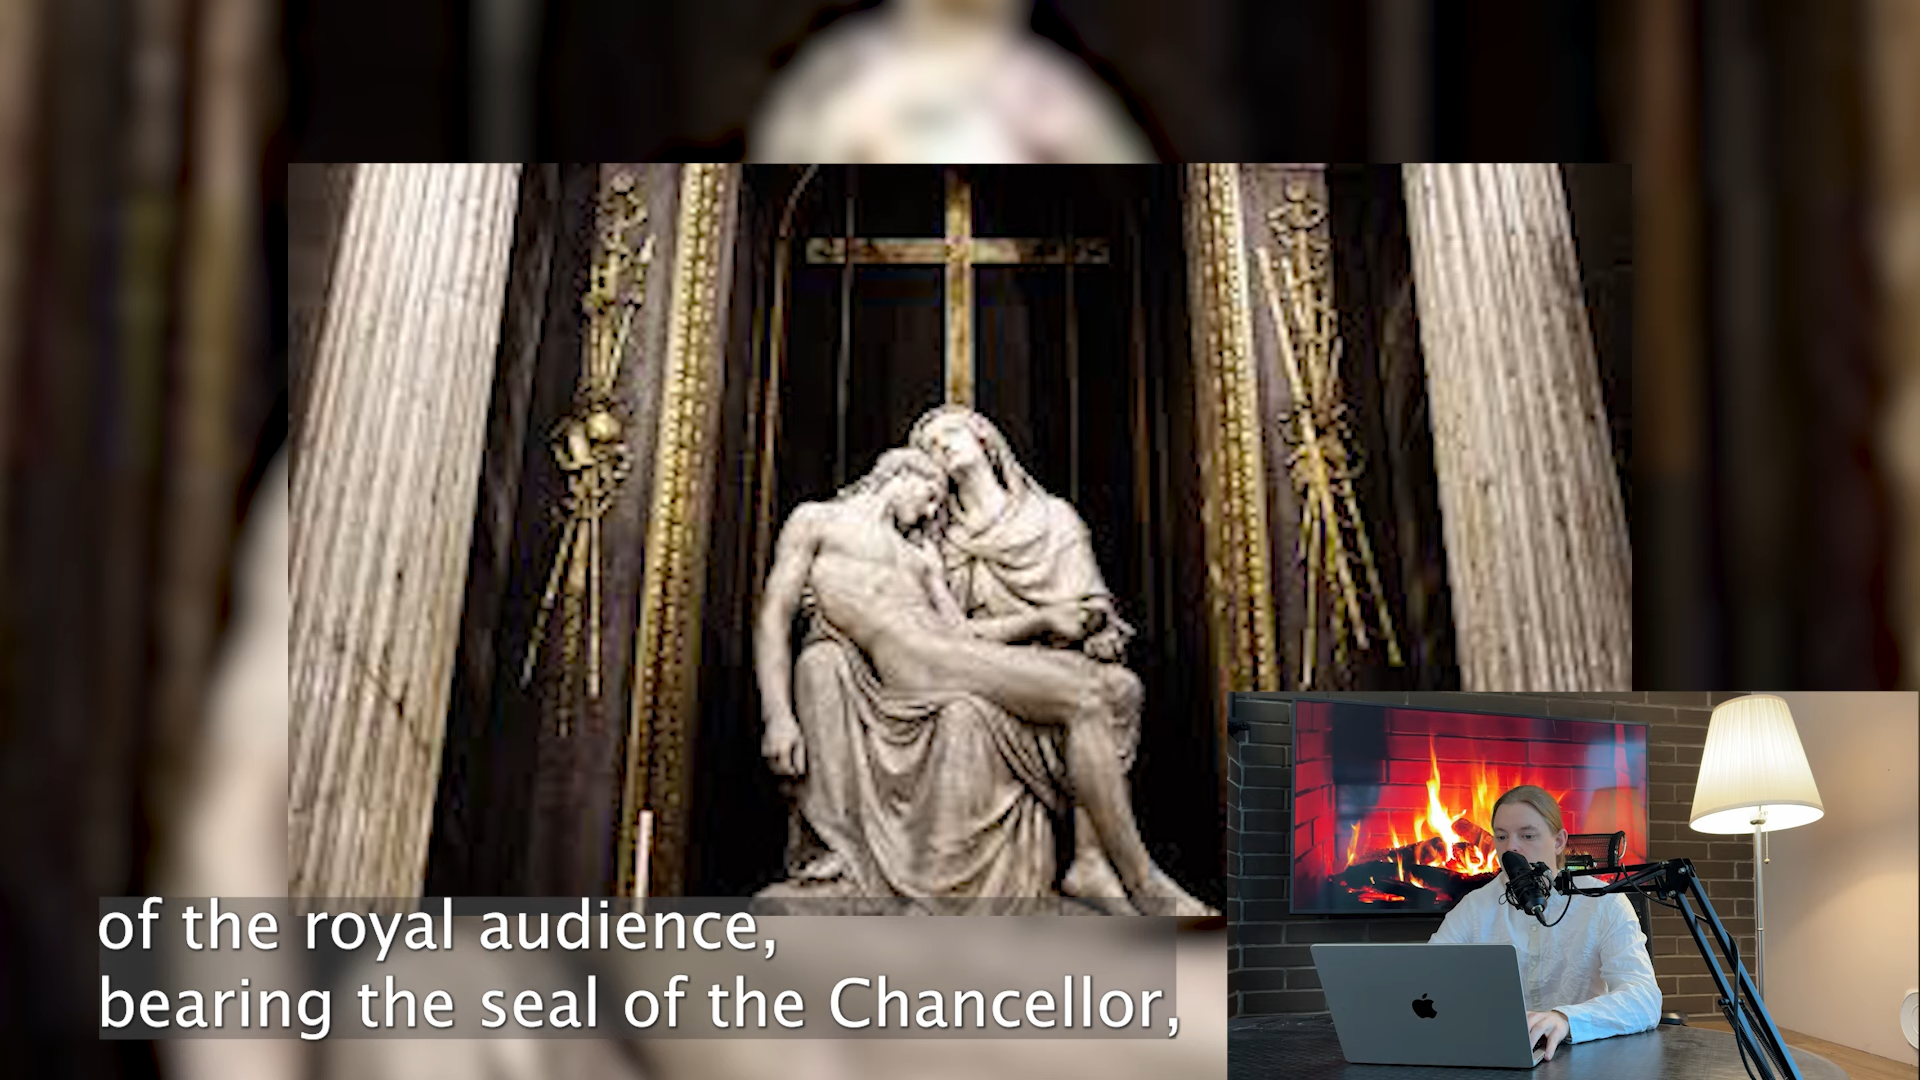 of the royal audience,
bearing the seal of the Chancellor,